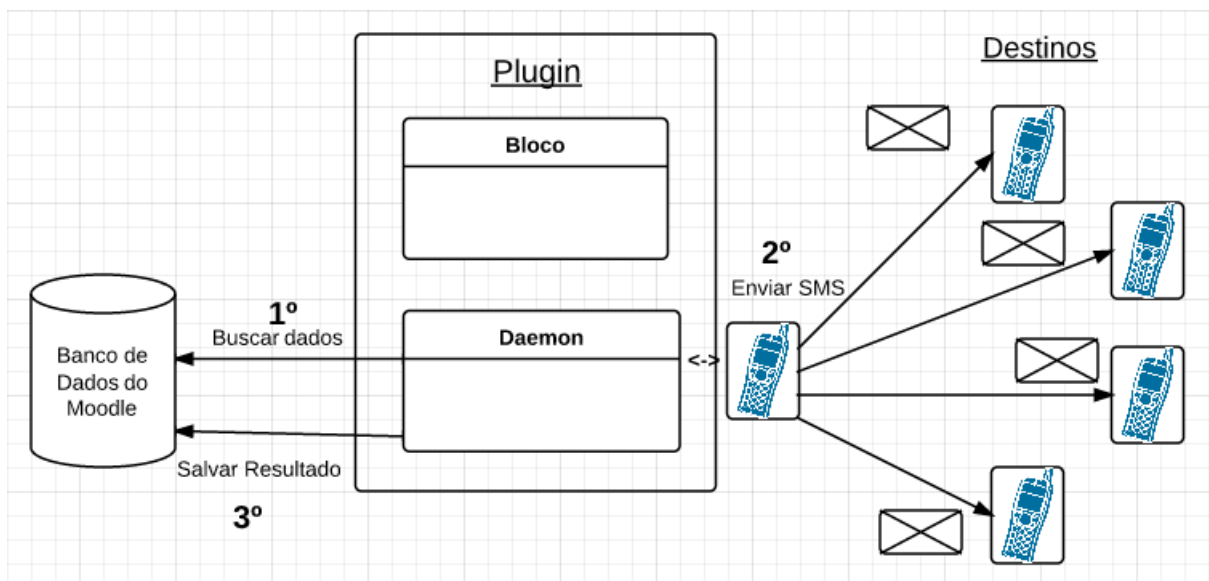 Plugin
Destinos
Bloco
2º
Enviar SMS
1º
Buscar dados
Daemon
<->
Banco de
Dados do
Moodle
Salvar Resultado
3º